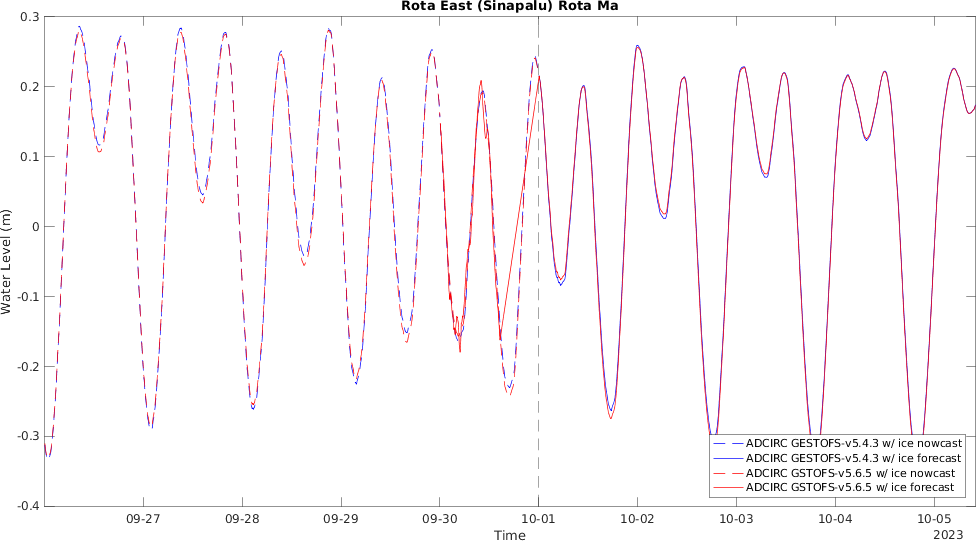 Rota East (Sinapalu) Rota Ma
0.3
0.2
0.1
0
-0.1
-0.2
-0.3
-0.4
Water Level (m)
ADCIRC GESTOFS-v5.4.3 w/ ice nowcast
ADCIRC GESTOFS-v5.4.3 w/ ice forecast
ADCIRC GSTOFS-v5.6.5 w/ ice nowcast
ADCIRC GSTOFS-v5.6.5 w/ ice forecast
09-27 09-28 09-29 09-30 10-01 10-02 10-03 10-04 10-05
Time 2023